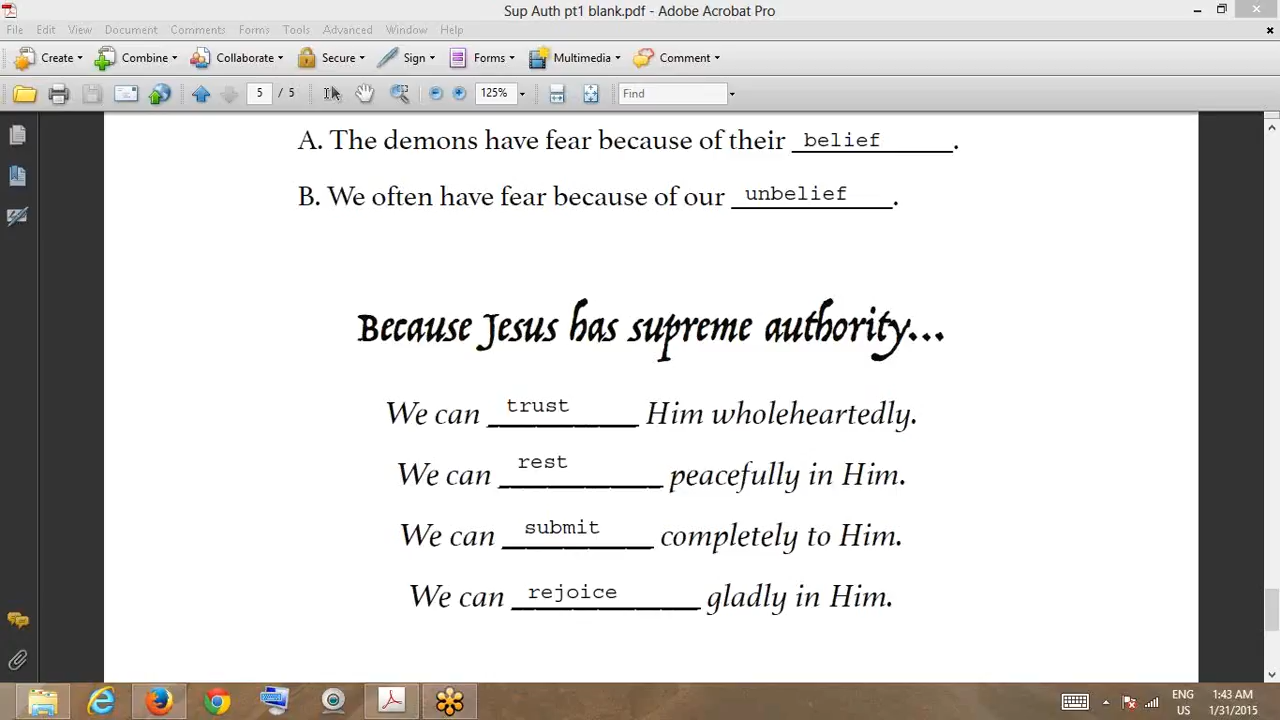 Sup Auth pt1 blank.pdf - Adobe Acrobat Pro
File Edit View Document Comments Forms Tools Advanced Window Help
Create Combine Collaborate Secure Sign Forms Multimedia Comment
5 / 5 125% Find
A. The demons have fear because of their belief.
B. We often have fear because of our unbelief.
Because Jesus has supreme authority...
We can trust Him wholeheartedly.
We can rest peacefully in Him.
We can submit completely to Him.
We can rejoice gladly in Him.
ENG 1:43 AM
US 1/31/2015